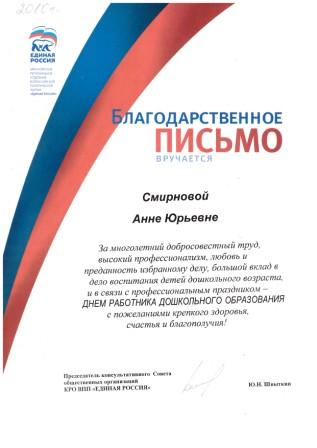 2010г.
ЕДИНАЯ
РОССИЯ
БЛАГОДАРСТВЕННОЕ
ПИСЬМО
ВРУЧАЕТСЯ
Смирновой
Анне Юрьевне
За многолетний добросовестный труд,
высокий профессионализм, любовь и
преданность избранному делу, большой вклад в
дело воспитания детей дошкольного возраста,
и в связи с профессиональным праздником –
ДНЕМ РАБОТНИКА ДОШКОЛЬНОГО ОБРАЗОВАНИЯ
с пожеланиями крепкого здоровья,
счастья и благополучия!
Председатель консультативного Совета
общественных организаций
КРО ВПП «ЕДИНАЯ РОССИЯ»
Ю.Н. Швыткин